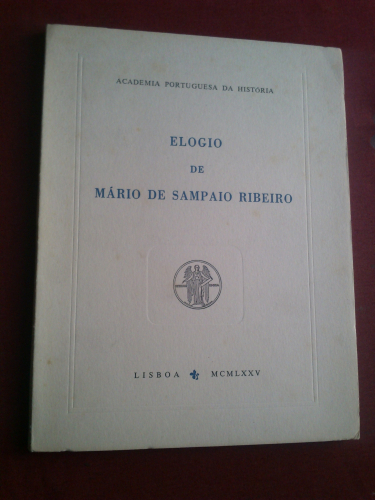 ACADEMIA PORTUGUESA DA HISTÓRIA
ELOGIO
DE
MÁRIO DE SAMPAIO RIBEIRO
LISBOA MCMLXXV